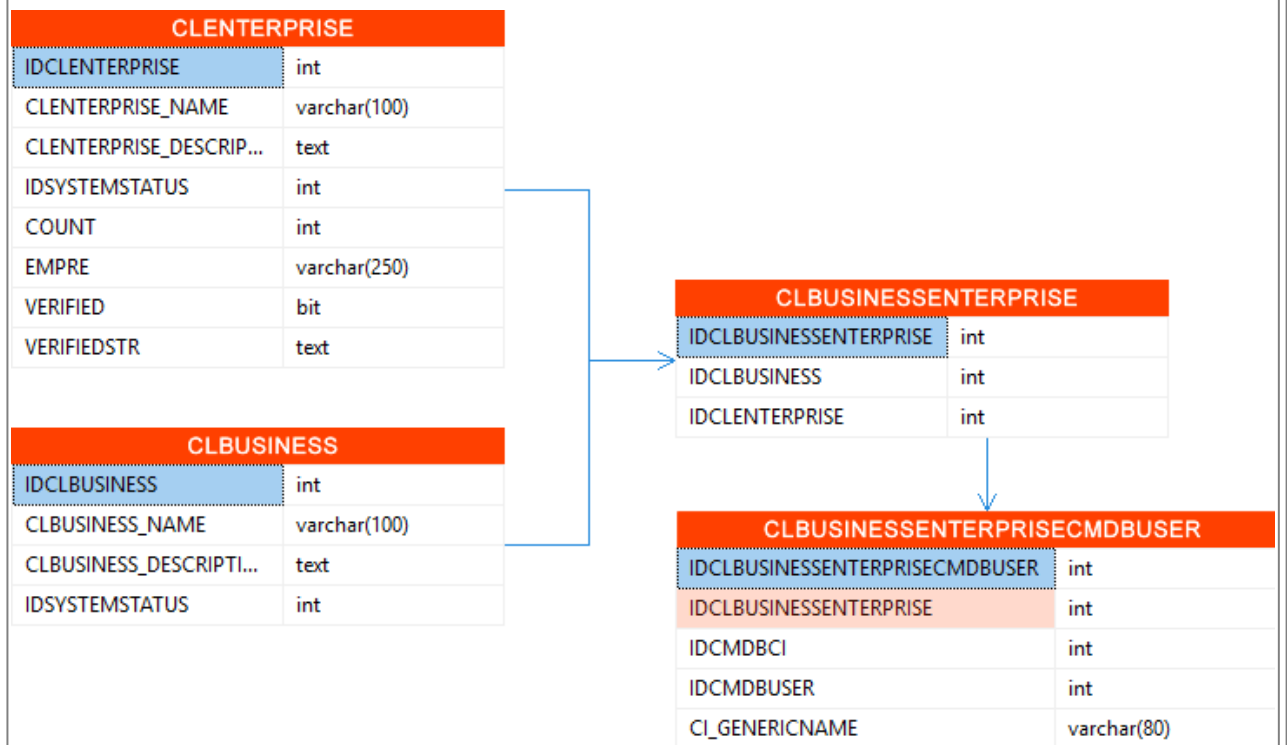 CLENTERPRISE
IDCLENTERPRISE int
CLENTERPRISE_NAME varchar(100)
CLENTERPRISE_DESCRIP... text
IDSYSTEMSTATUS int
COUNT int
EMPRE varchar(250)
VERIFIED bit
VERIFIEDSTR text
CLBUSINESS
IDCLBUSINESS int
CLBUSINESS_NAME varchar(100)
CLBUSINESS_DESCRIPTI... text
IDSYSTEMSTATUS int
CLBUSINESSENTERPRISE
IDCLBUSINESSENTERPRISE int
IDCLBUSINESS int
IDCLENTERPRISE int
CLBUSINESSENTERPRISECMDBUSER
IDCLBUSINESSENTERPRISECMDBUSER int
IDCLBUSINESSENTERPRISE int
IDCMDBCI int
IDCMDBUSER int
CI_GENERICNAME varchar(80)